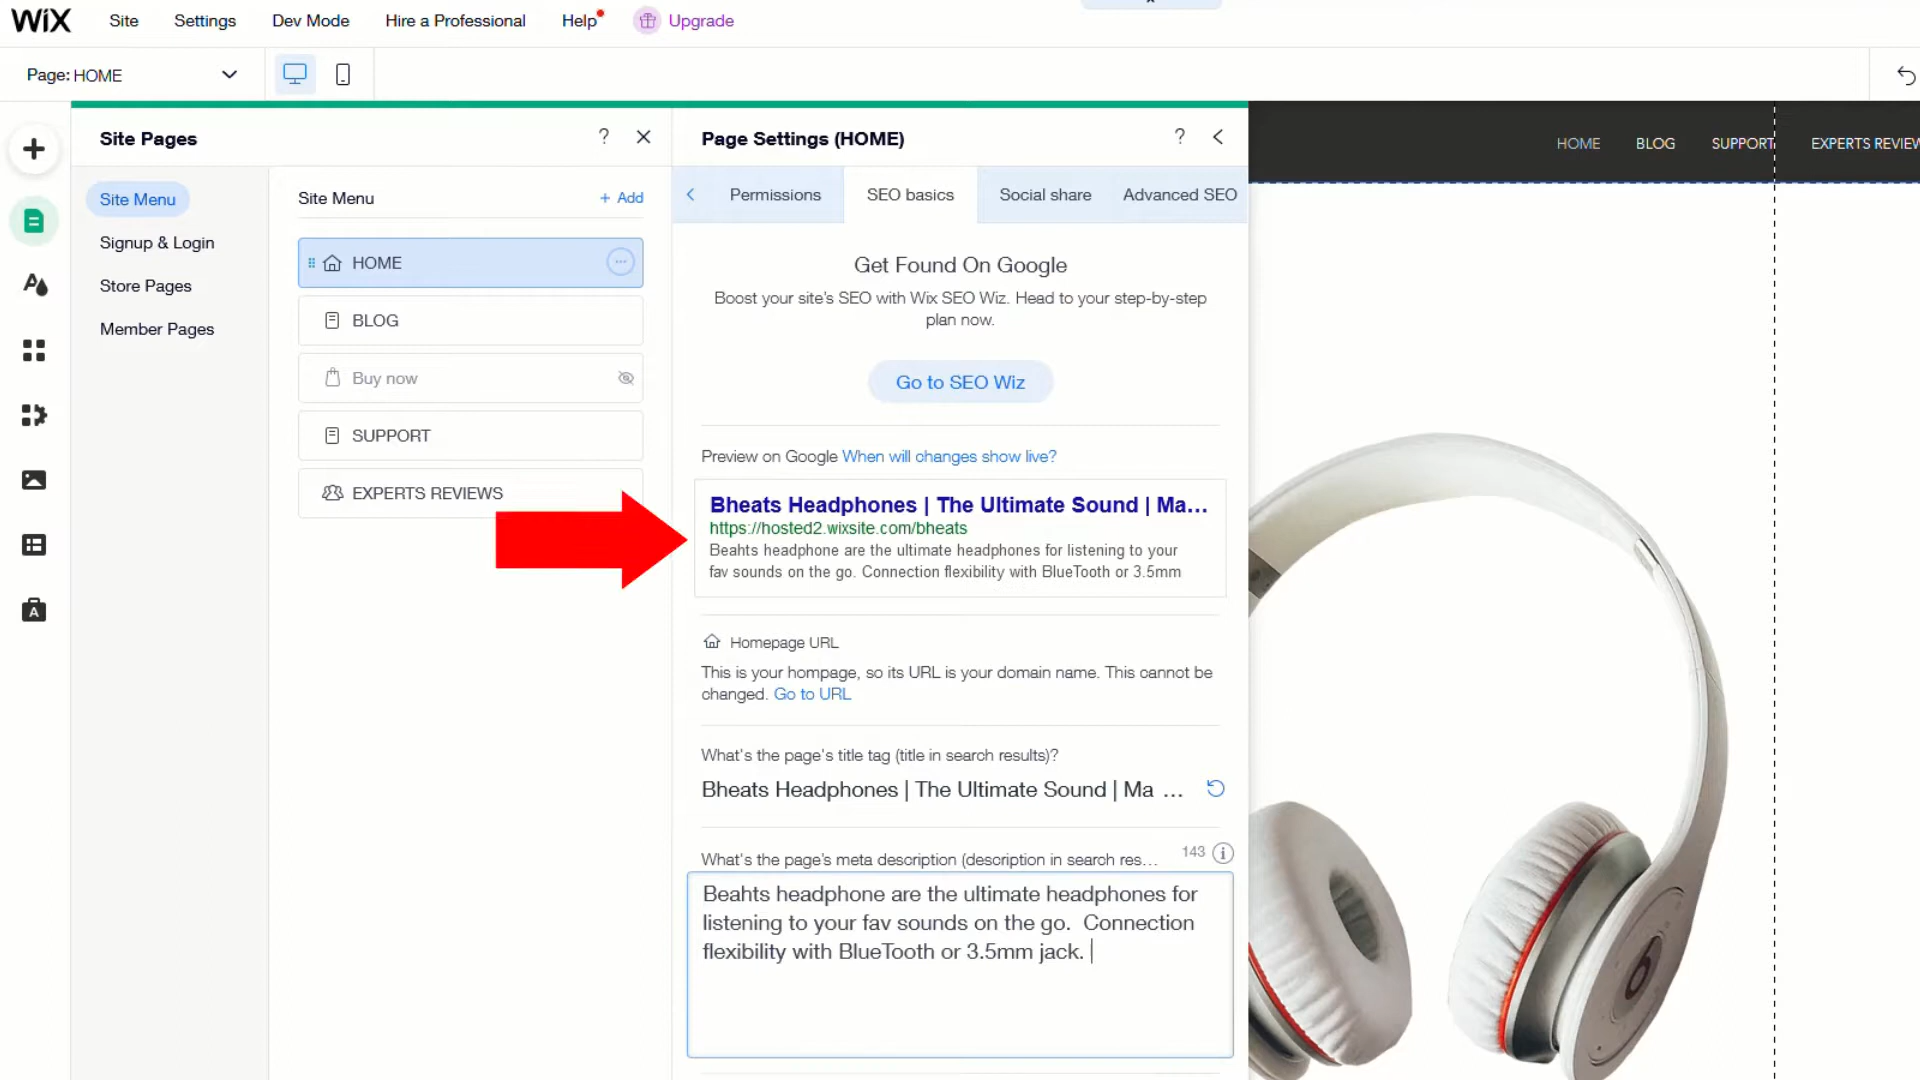 WiX Site Settings Dev Mode Hire a Professional Help Upgrade
Page: HOME
Site Pages ?
Site Menu
Signup & Login
Store Pages
Member Pages
Site Menu + Add
HOME
BLOG
Buy now
SUPPORT
EXPERTS REVIEWS
Page Settings (HOME) ?
Permissions SEO basics Social share Advanced SEO
Get Found On Google
Boost your site's SEO with Wix SEO Wiz. Head to your step-by-step
plan now.
Go to SEO Wiz
Preview on Google When will changes show live?
Bheats Headphones | The Ultimate Sound | Ma...
https://hosted2.wixsite.com/bheats
Beahts headphone are the ultimate headphones for listening to your
fav sounds on the go. Connection flexibility with BlueTooth or 3.5mm
Homepage URL
This is your hompage, so its URL is your domain name. This cannot be
changed. Go to URL
What's the page's title tag (title in search results)?
Bheats Headphones | The Ultimate Sound | Ma ...
What's the page's meta description (description in search res... 143
Beahts headphone are the ultimate headphones for
listening to your fav sounds on the go.  Connection
flexibility with BlueTooth or 3.5mm jack.
HOME BLOG SUPPORT EXPERTS REVIEW